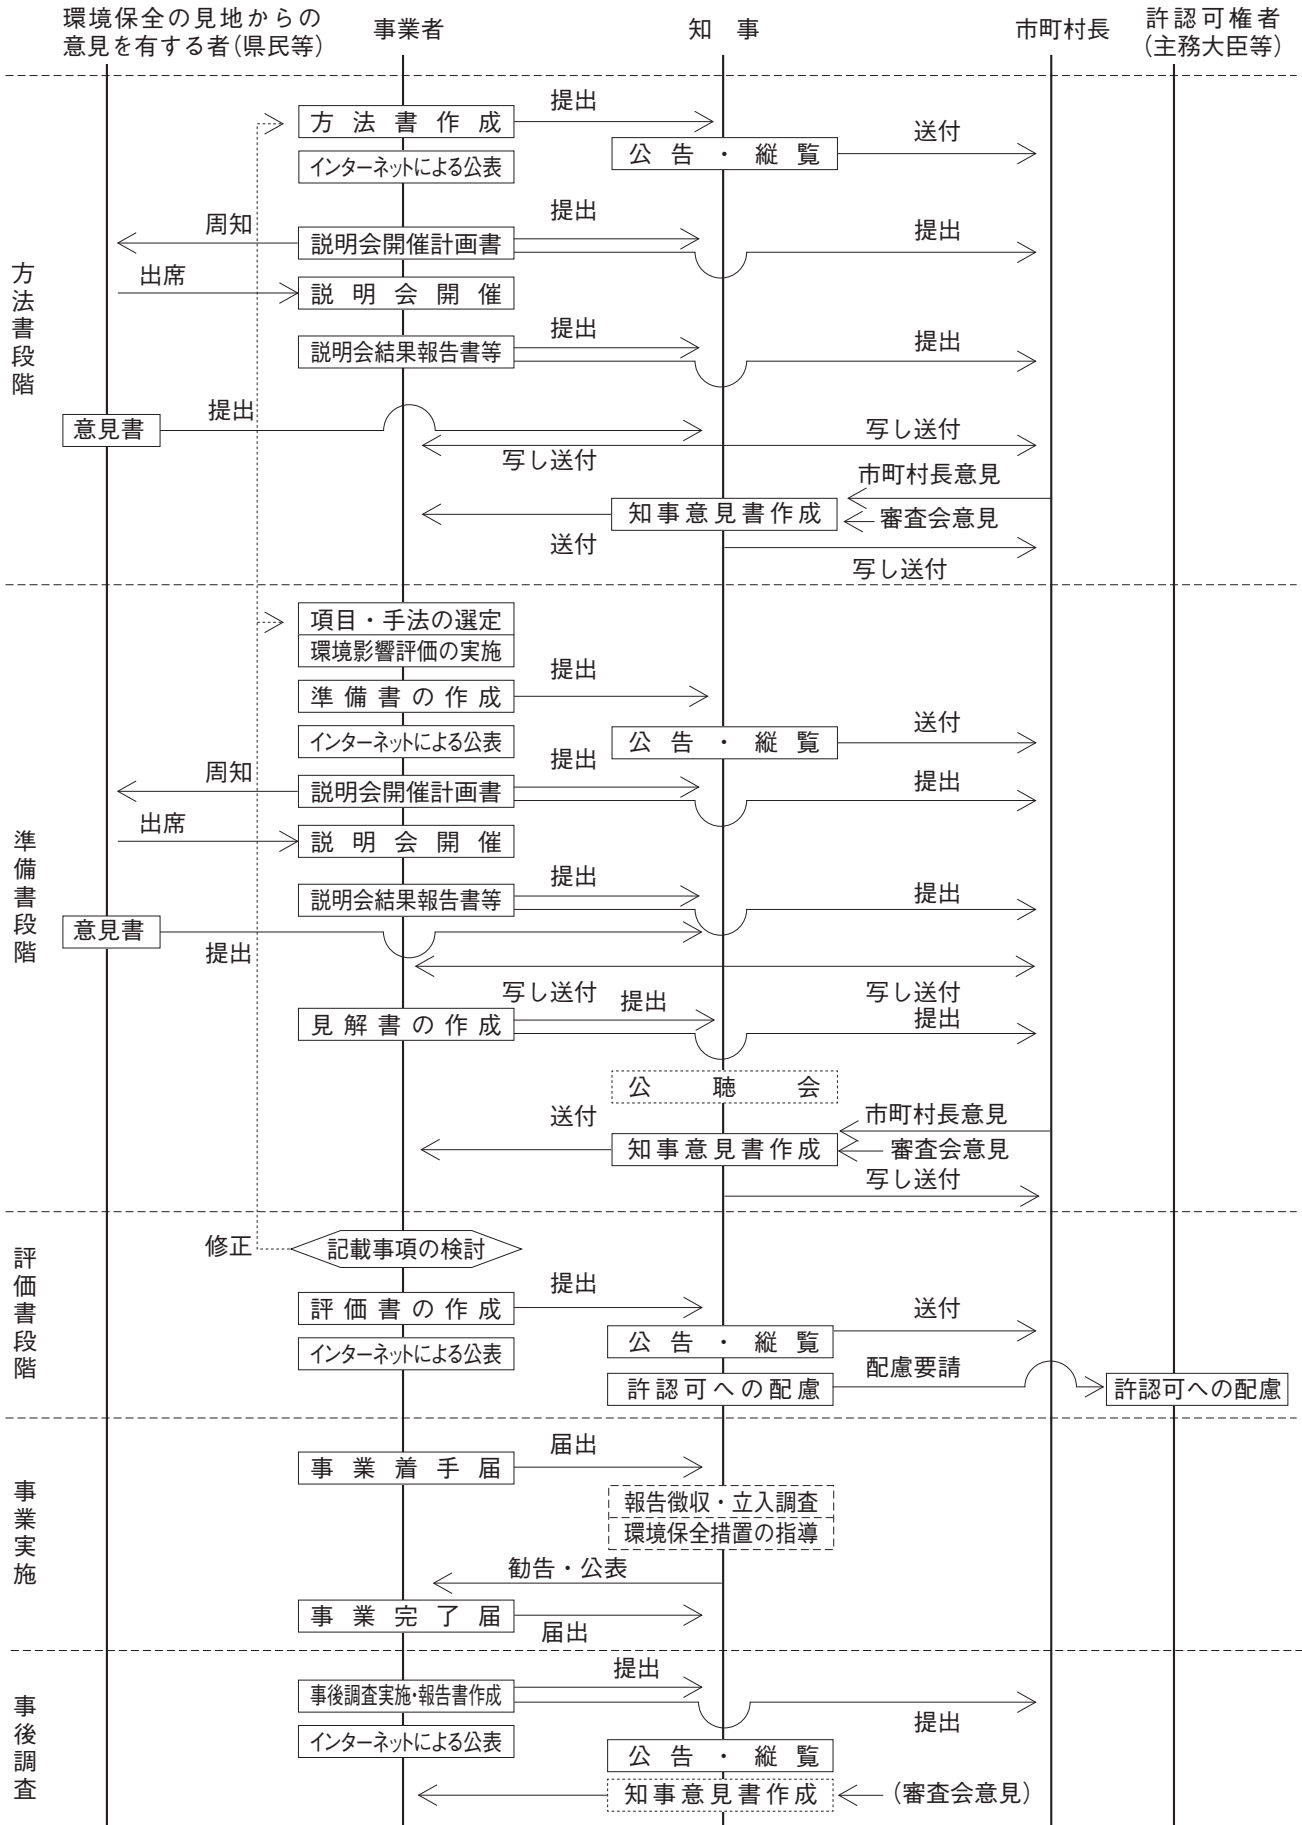 環境保全の見地からの
意見を有する者(県民等)
事業者
知　事
市町村長
許認可権者
(主務大臣等)
方法書段階
方法書作成
提出
公告・縦覧
送付
インターネットによる公表
周知
説明会開催計画書
提出
提出
出席
説明会開催
説明会結果報告書等
提出
提出
意見書
提出
写し送付
写し送付
市町村長意見
知事意見書作成
審査会意見
送付
写し送付
準備書段階
項目・手法の選定
環境影響評価の実施
準備書の作成
提出
インターネットによる公表
公告・縦覧
送付
周知
説明会開催計画書
提出
提出
出席
説明会開催
説明会結果報告書等
提出
提出
意見書
提出
写し送付
写し送付
見解書の作成
提出
提出
公聴会
市町村長意見
送付
知事意見書作成
審査会意見
写し送付
評価書段階
修正
記載事項の検討
評価書の作成
提出
公告・縦覧
送付
インターネットによる公表
許認可への配慮
配慮要請
許認可への配慮
事業実施
事業着手届
届出
報告徴収・立入調査
環境保全措置の指導
勧告・公表
事業完了届
届出
事後調査
事後調査実施・報告書作成
提出
提出
インターネットによる公表
公告・縦覧
知事意見書作成
(審査会意見)